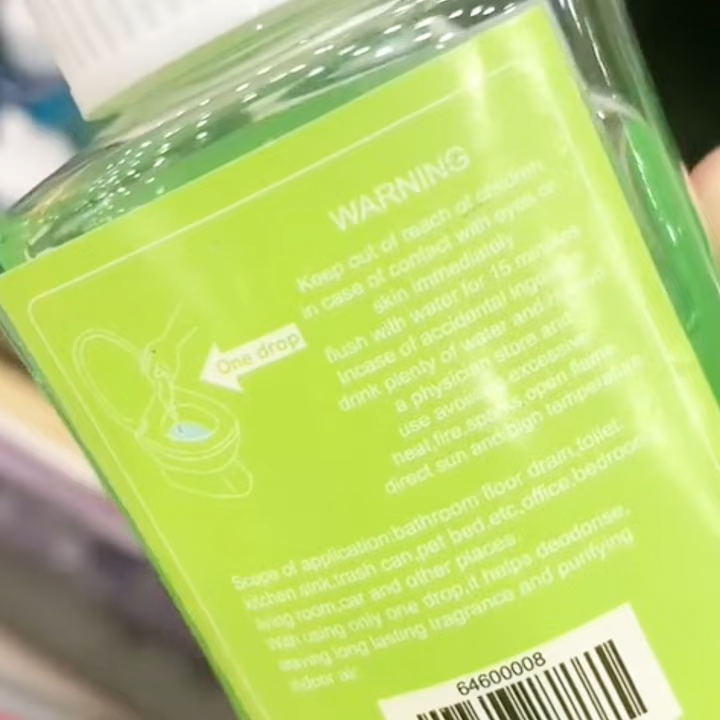 WARNING
Keep out of reach of children
in case of contact with eyes or
skin immediately
flush with water for 15 minutes
Incase of accidental
drink plenty of water and
a physician store and
use avoid excessive
heat,fire,sparks,open flame
direct sun and high temperature
One drop
Scope of application:bathroom floor drain,toilet.
kitchen sink,trash can,pet bed,etc,office,bedroom
living room,car and other places.
With using only one drop,it helps deodorise,
leaving long lasting fragrance and purifying
indoor air
64600008